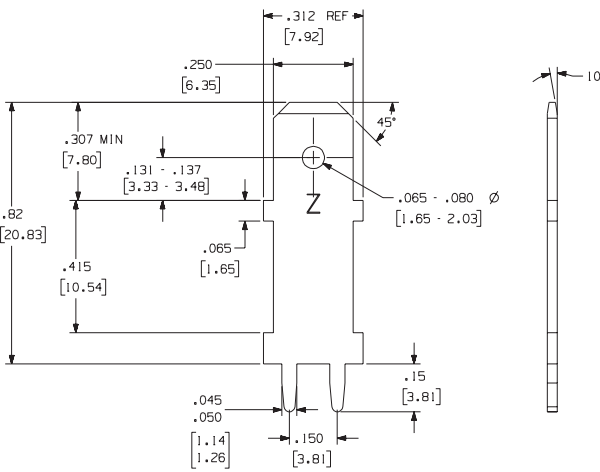 .312 REF
[7.92]
.250
[6.35]
10
45°
.307 MIN
[7.80]
.131 - .137
[3.33 - 3.48]
.065 - .080 Ø
[1.65 - 2.03]
Z
.82
[20.83]
.065
[1.65]
.415
[10.54]
.15
[3.81]
.045
.050
[1.14
1.26]
.150
[3.81]